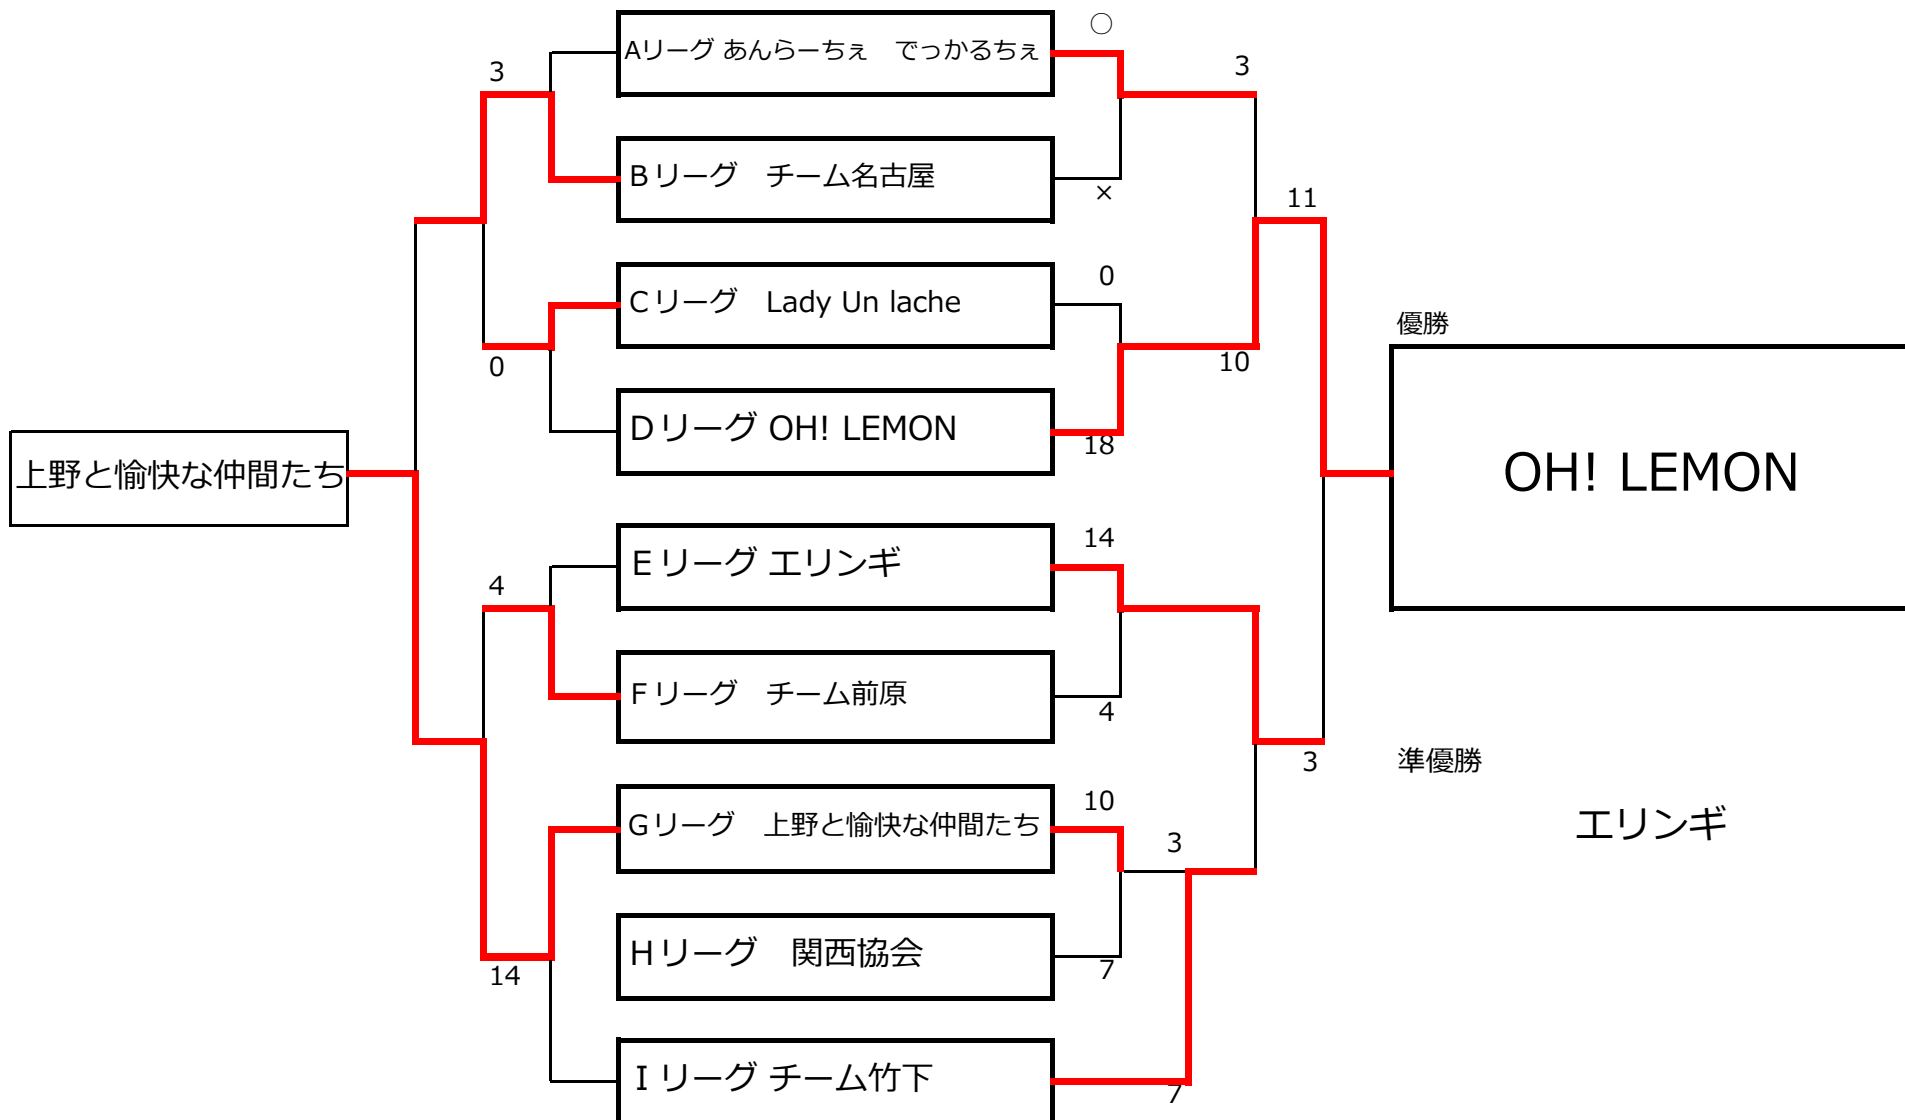 ○
Aリーグ あんらーちぇ　でっかるちぇ
3
3
Bリーグ　チーム名古屋
×
11
0
Cリーグ　Lady Un lache
優勝
0
10
Dリーグ OH! LEMON
18
上野と愉快な仲間たち
OH! LEMON
14
Eリーグ エリンギ
4
Fリーグ　チーム前原
4
3
準優勝
10
Gリーグ　上野と愉快な仲間たち
エリンギ
3
Hリーグ　関西協会
7
14
Iリーグ チーム竹下
7